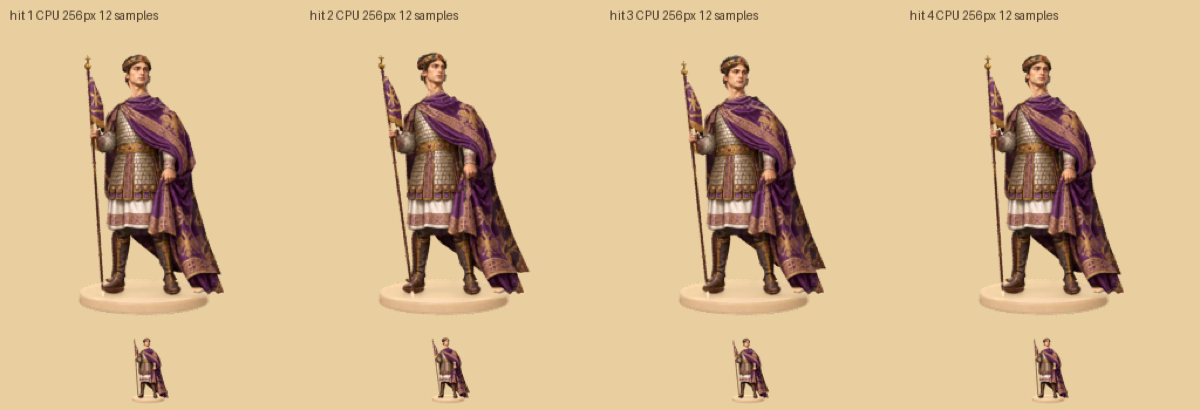 hit 1 CPU 256px 12 samples
hit 2 CPU 256px 12 samples
hit 3 CPU 256px 12 samples
hit 4 CPU 256px 12 samples